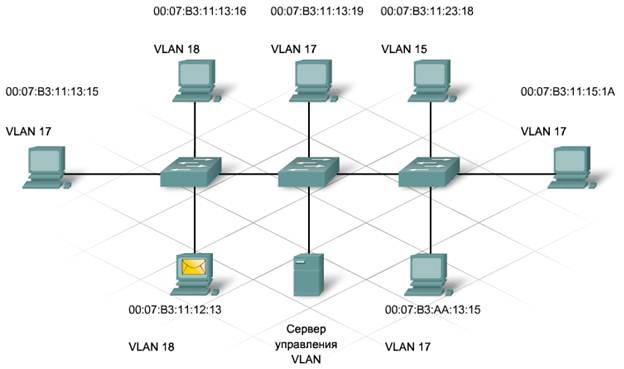 00:07:B3:11:13:16
00:07:B3:11:13:19
00:07:B3:11:23:18
VLAN 18
VLAN 17
VLAN 15
00:07:B3:11:13:15
00:07:B3:11:15:1A
VLAN 17
VLAN 17
00:07:B3:11:12:13
00:07:B3:AA:13:15
Сервер
управления
VLAN
VLAN 18
VLAN 17